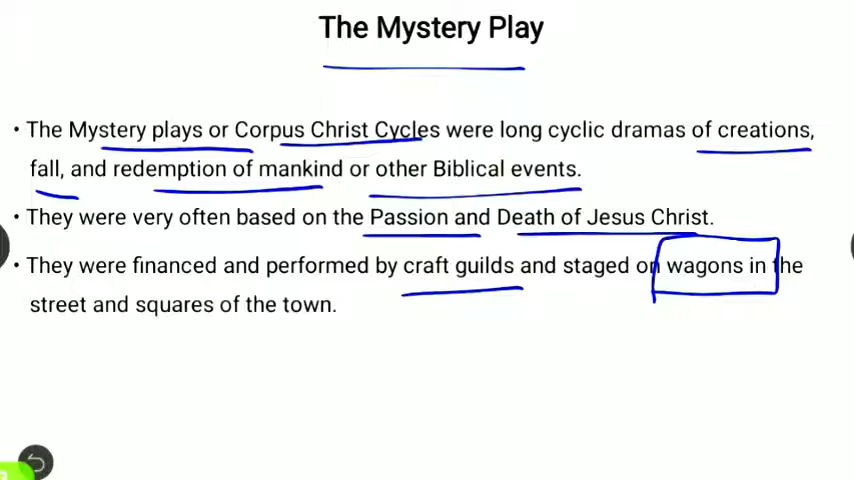 The Mystery Play
• The Mystery plays or Corpus Christ Cycles were long cyclic dramas of creations,
fall, and redemption of mankind or other Biblical events.
• They were very often based on the Passion and Death of Jesus Christ.
• They were financed and performed by craft guilds and staged on wagons in the
street and squares of the town.